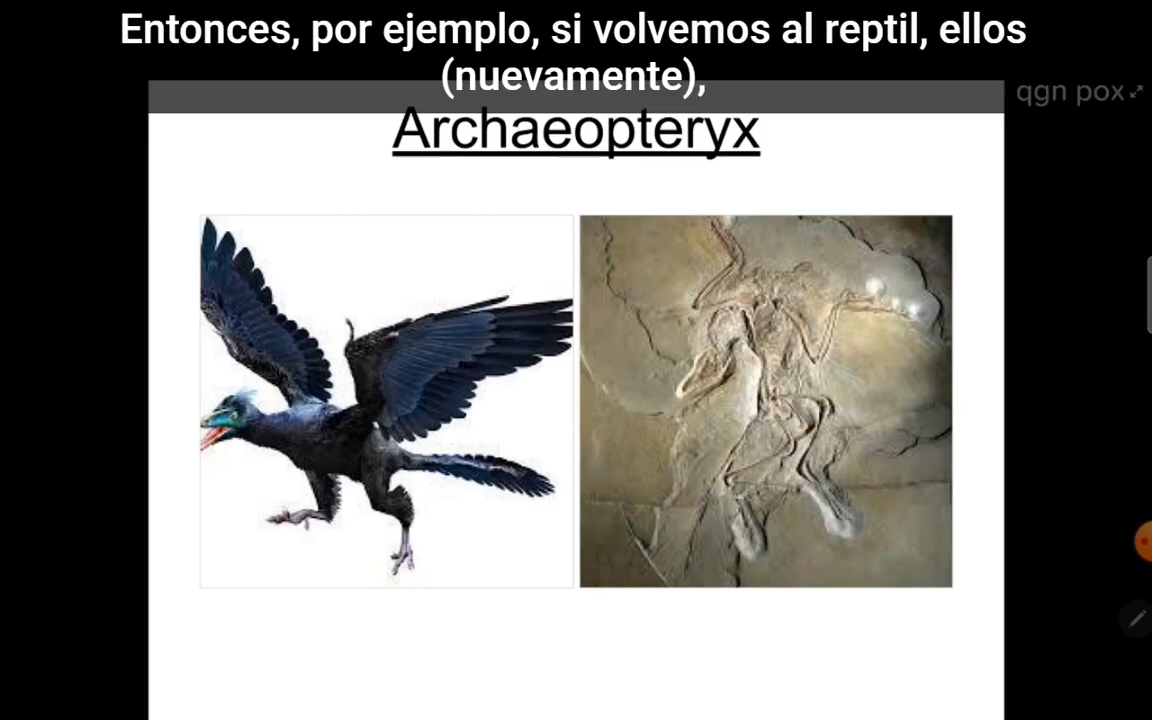 Entonces, por ejemplo, si volvemos al reptil, ellos
(nuevamente),
qgn pox
Archaeopteryx